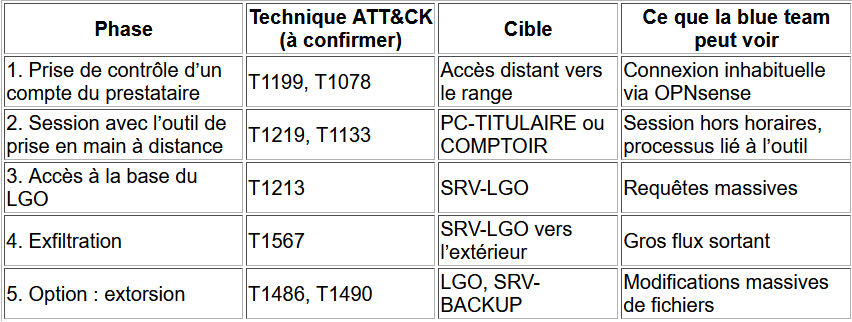 Phase
Technique ATT&CK
(à confirmer)
Cible
Ce que la blue team
peut voir
1. Prise de contrôle d’un
compte du prestataire
T1199, T1078
Accès distant vers
le range
Connexion inhabituelle
via OPNsense
2. Session avec l’outil de
prise en main à distance
T1219, T1133
PC-TITULAIRE ou
COMPTOIR
Session hors horaires,
processus lié à l’outil
3. Accès à la base du
LGO
T1213
SRV-LGO
Requêtes massives
4. Exfiltration
T1567
SRV-LGO vers
l’extérieur
Gros flux sortant
5. Option : extorsion
T1486, T1490
LGO, SRV-
BACKUP
Modifications massives
de fichiers